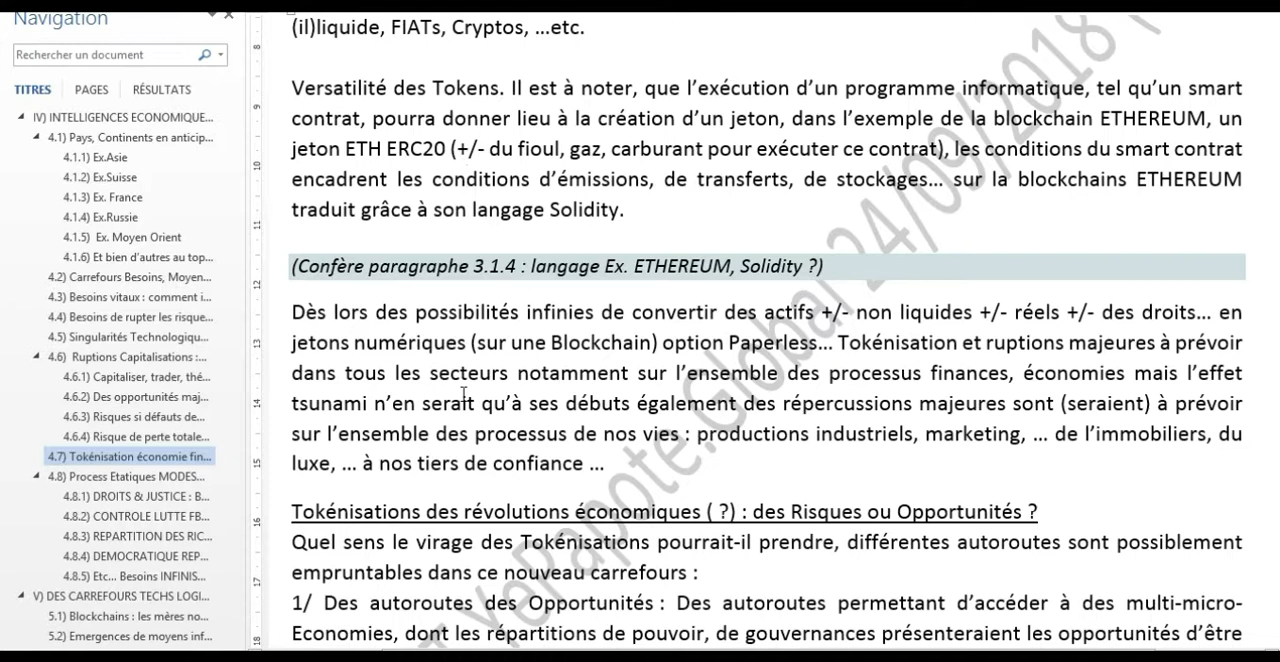 Navigation
Rechercher un document
TITRES PAGES RÉSULTATS
IV) INTELLIGENCES ECONOMIQUE...
4.1) Pays, Continents en anticip...
4.1.1) Ex.Asie
4.1.2) Ex.Suisse
4.1.3) Ex. France
4.1.4) Ex.Russie
4.1.5) Ex. Moyen Orient
4.1.6) Et bien d'autres au top...
4.2) Carrefours Besoins, Moyen...
4.3) Besoins vitaux : comment i...
4.4) Besoins de rupter les risque...
4.5) Singularités Technologiqu...
4.6) Ruptions Capitalisations :...
4.6.1) Capitaliser, trader, thé...
4.6.2) Des opportunités maj...
4.6.3) Risques si défauts de...
4.6.4) Risque de perte totale...
4.7) Tokénisation économie fin...
4.8) Process Etatiques MODES...
4.8.1) DROITS & JUSTICE : B...
4.8.2) CONTROLE LUTTE FB...
4.8.3) REPARTITION DES RIC...
4.8.4) DEMOCRATIQUE REP...
4.8.5) Etc... Besoins INFINIS...
V) DES CARREFOURS TECHS LOGI...
5.1) Blockchains : les mères no...
5.2) Emergences de moyens inf...
8
9
10
11
12
13
14
15
16
17
18
(il)liquide, FIATs, Cryptos, ...etc.
Versatilité des Tokens. Il est à noter, que l'exécution d'un programme informatique, tel qu'un smart
contrat, pourra donner lieu à la création d'un jeton, dans l'exemple de la blockchain ETHEREUM, un
jeton ETH ERC20 (+/- du fioul, gaz, carburant pour exécuter ce contrat), les conditions du smart contrat
encadrent les conditions d'émissions, de transferts, de stockages... sur la blockchains ETHEREUM
traduit grâce à son langage Solidity.
(Confère paragraphe 3.1.4 : langage Ex. ETHEREUM, Solidity ?)
Dès lors des possibilités infinies de convertir des actifs +/- non liquides +/- réels +/- des droits... en
jetons numériques (sur une Blockchain) option Paperless... Tokénisation et ruptions majeures à prévoir
dans tous les secteurs notamment sur l'ensemble des processus finances, économies mais l'effet
tsunami n'en serait qu'à ses débuts également des répercussions majeures sont (seraient) à prévoir
sur l'ensemble des processus de nos vies : productions industriels, marketing, ... de l'immobiliers, du
luxe, ... à nos tiers de confiance ...
Tokénisations des révolutions économiques ( ?) : des Risques ou Opportunités ?
Quel sens le virage des Tokénisations pourrait-il prendre, différentes autoroutes sont possiblement
empruntables dans ce nouveau carrefours :
1/ Des autoroutes des Opportunités : Des autoroutes permettant d'accéder à des multi-micro-
Economies, dont les répartitions de pouvoir, de gouvernances présenteraient les opportunités d'être
YePapote.Global 24/09/2018